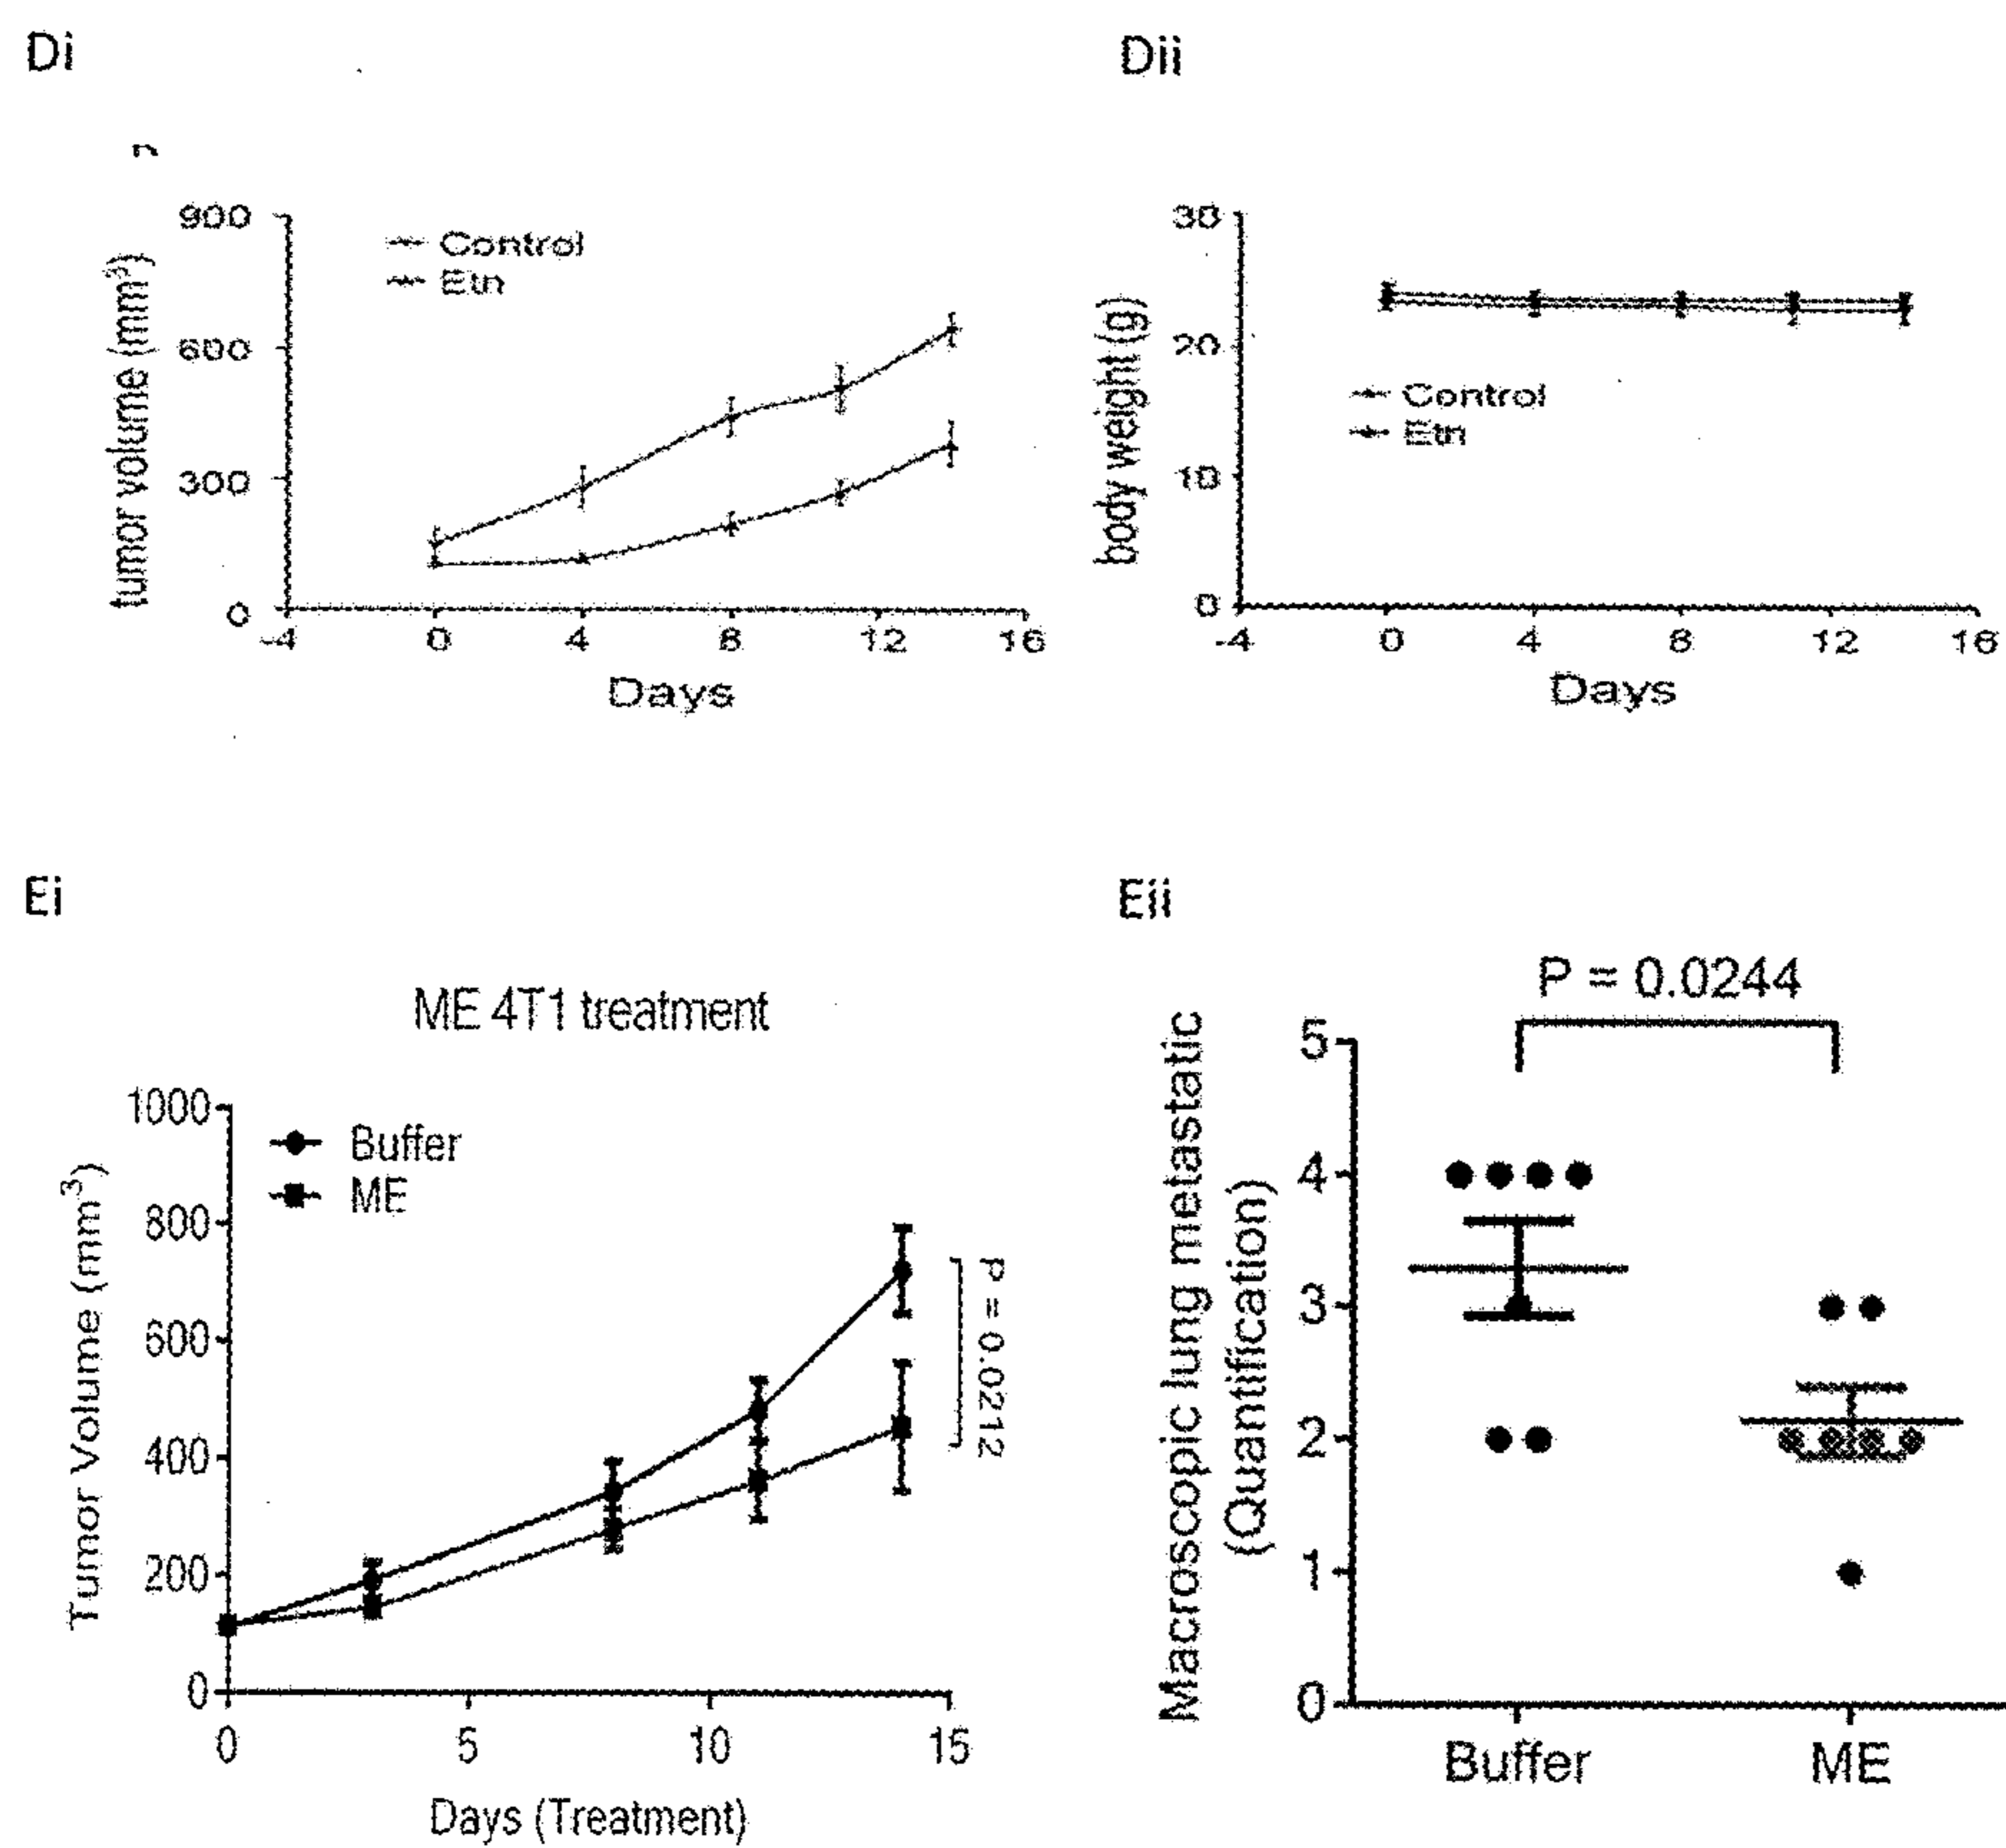 Di
tumor volume (mm³)
900
600
300
0
Control
Etn
-4 0 4 8 12 16
Days
Dii
body weight (g)
30
20
10
0
Control
Etn
-4 0 4 8 12 16
Days
Ei
ME 4T1 treatment
Tumor Volume (mm³)
1000
800
600
400
200
0
Buffer
ME
P = 0.0212
0 5 10 15
Days (Treatment)
Eii
P = 0.0244
Macroscopic lung metastatic
(Quantification)
5
4
3
2
1
0
Buffer ME